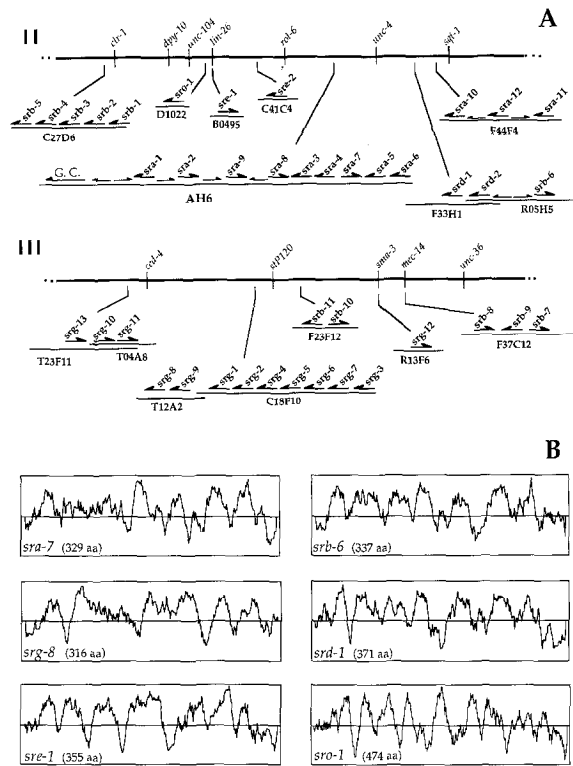 A
II
clr-1 dpy-10 unc-104 lin-26 rol-6 unc-4 sqt-1
srb-5 srb-4 srb-3 srb-2 srb-1
C27D6
sro-1
D1022
sre-1
B0495
sre-2
C41C4
sra-10 sra-12 sra-11
F44F4
G. C. sra-1 sra-2 sra-9 sra-8 sra-3 sra-4 sra-7 sra-5 sra-6
AH6
srd-1 srd-2 srb-6
F33H1 R05H5
III
col-4 stP120 sma-3 mec-14 unc-36
srg-13 srg-10 srg-11
T23F11 T04A8
srb-11 srb-10
F23F12
srg-12
R13F6
srb-8 srb-9 srb-7
F37C12
srg-8 srg-9 srg-1 srg-2 srg-4 srg-5 srg-6 srg-7 srg-3
T12A2 C18F10
B
sra-7 (329 aa)
srb-6 (337 aa)
srg-8 (316 aa)
srd-1 (371 aa)
sre-1 (355 aa)
sro-1 (474 aa)